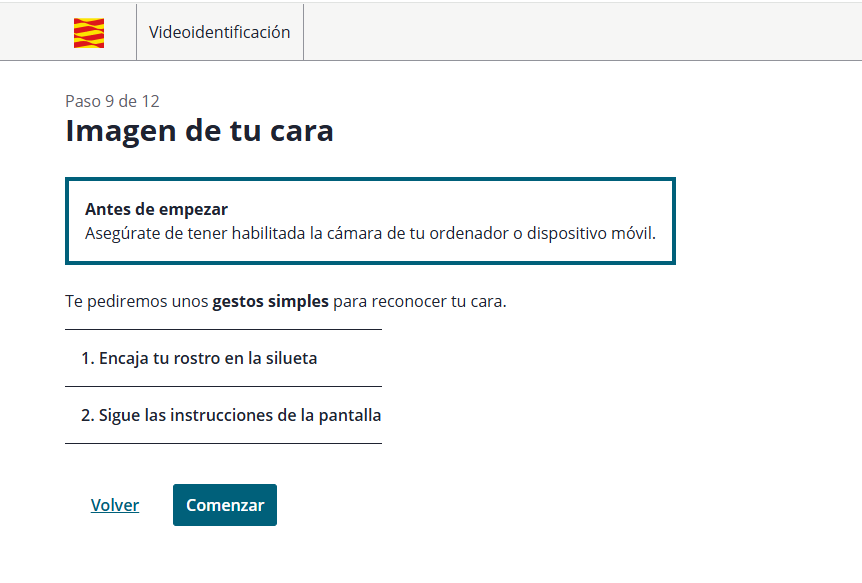 Videoidentificación
Paso 9 de 12
Imagen de tu cara
Antes de empezar
Asegúrate de tener habilitada la cámara de tu ordenador o dispositivo móvil.
Te pediremos unos gestos simples para reconocer tu cara.
1. Encaja tu rostro en la silueta
2. Sigue las instrucciones de la pantalla
Volver
Comenzar